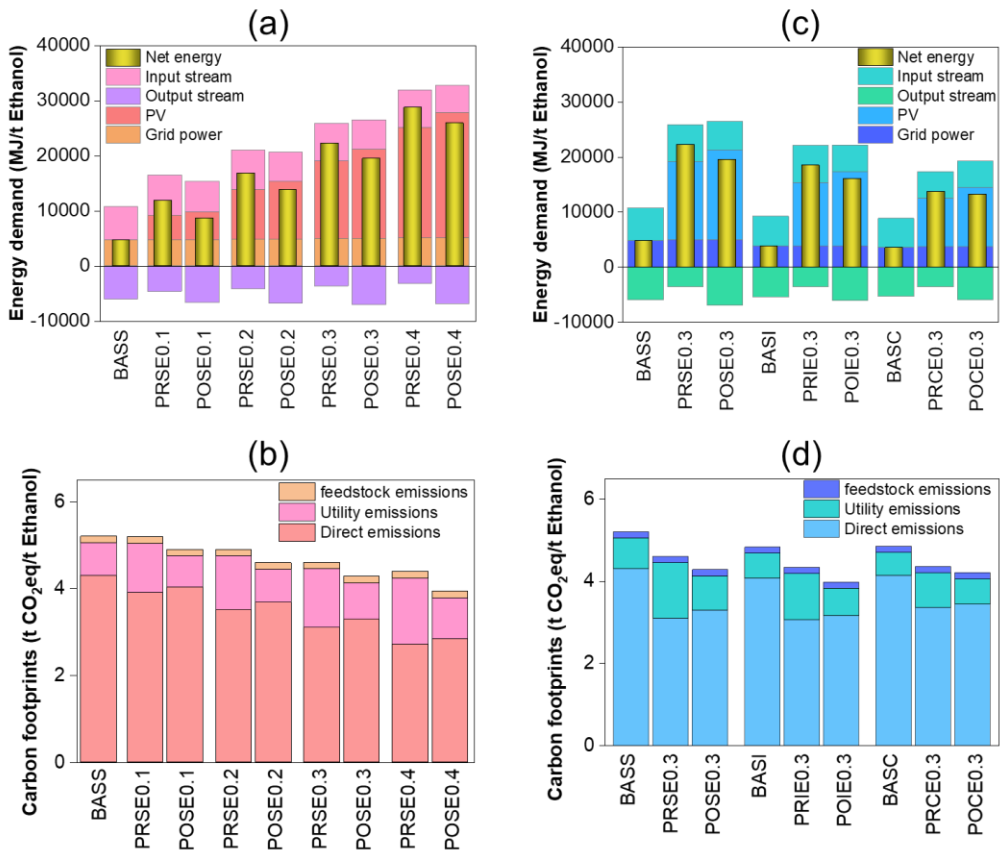 (a)
40000
30000
20000
10000
0
-10000
Energy demand (MJ/t Ethanol)
Net energy
Input stream
Output stream
PV
Grid power
BASS
PRSE0.1
POSE0.1
PRSE0.2
POSE0.2
PRSE0.3
POSE0.3
PRSE0.4
POSE0.4
(c)
40000
30000
20000
10000
0
-10000
Energy demand (MJ/t Ethanol)
Net energy
Input stream
Output stream
PV
Grid power
BASS
PRSE0.3
POSE0.3
BASI
PRIE0.3
POIE0.3
BASC
PRCE0.3
POCE0.3
(b)
6
4
2
0
Carbon footprints (t CO₂eq/t Ethanol)
feedstock emissions
Utility emissions
Direct emissions
BASS
PRSE0.1
POSE0.1
PRSE0.2
POSE0.2
PRSE0.3
POSE0.3
PRSE0.4
POSE0.4
(d)
6
4
2
0
Carbon footprints (t CO₂eq/t Ethanol)
feedstock emissions
Utility emissions
Direct emissions
BASS
PRSE0.3
POSE0.3
BASI
PRIE0.3
POIE0.3
BASC
PRCE0.3
POCE0.3